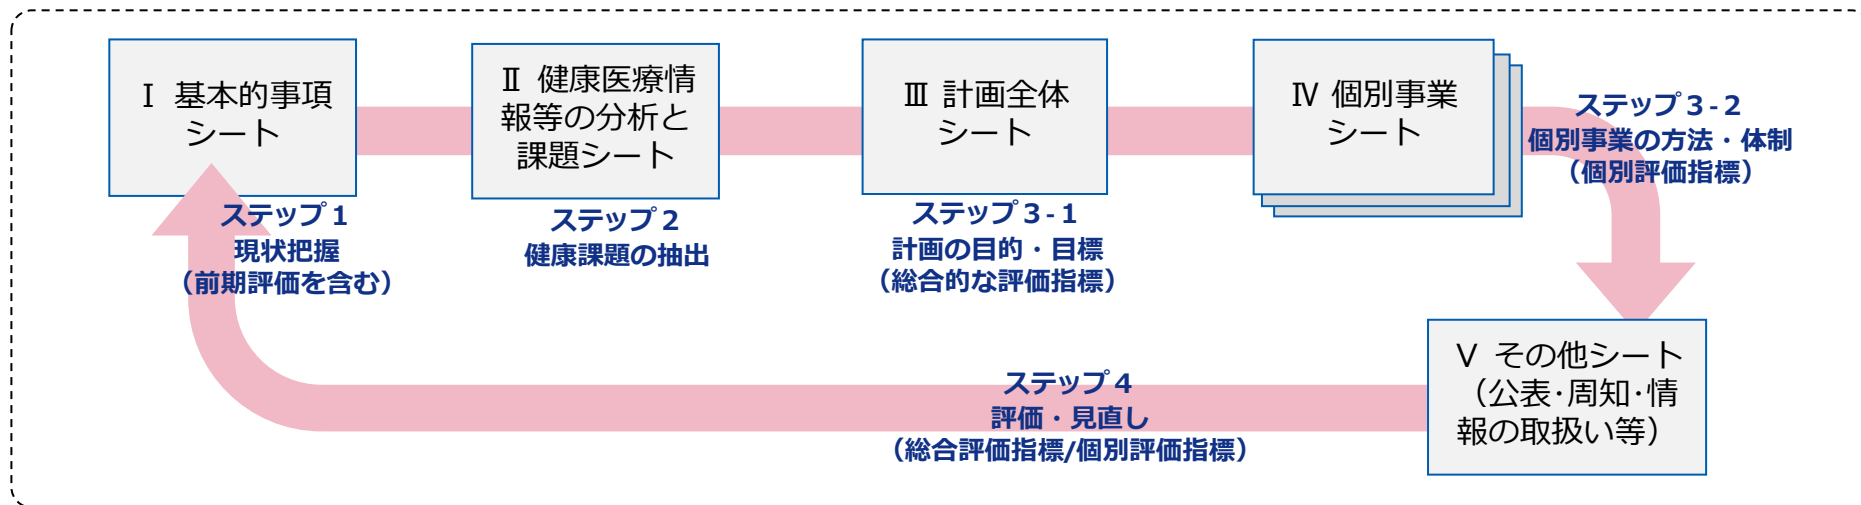 Ⅰ 基本的事項
シート
ステップ１
現状把握
（前期評価を含む）
Ⅱ 健康医療情
報等の分析と
課題シート
ステップ２
健康課題の抽出
Ⅲ 計画全体
シート
ステップ３-１
計画の目的・目標
（総合的な評価指標）
Ⅳ 個別事業
シート
ステップ３-２
個別事業の方法・体制
（個別評価指標）
Ⅴ その他シート
（公表･周知･情
報の取扱い等）
ステップ４
評価・見直し
（総合評価指標/個別評価指標）